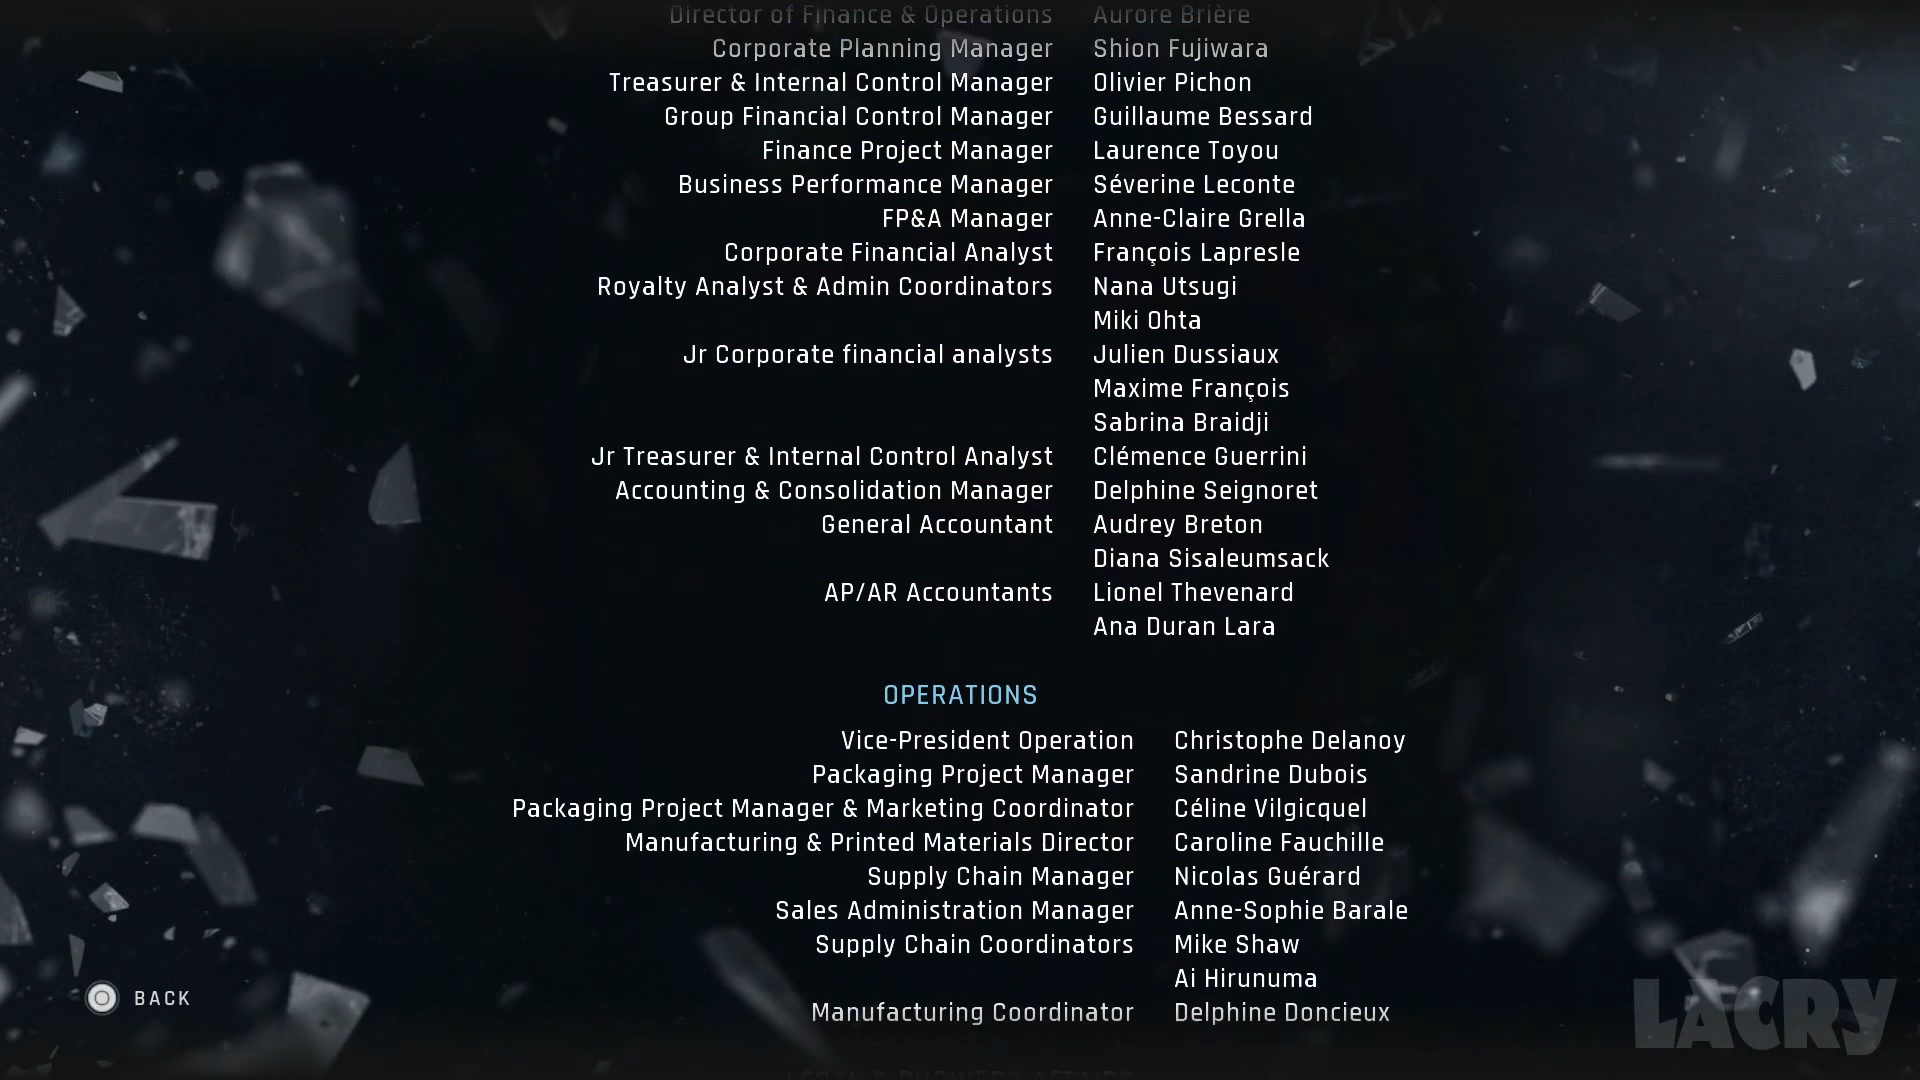 Director of Finance & Operations Aurore Brière
Corporate Planning Manager Shion Fujiwara
Treasurer & Internal Control Manager Olivier Pichon
Group Financial Control Manager Guillaume Bessard
Finance Project Manager Laurence Toyou
Business Performance Manager Séverine Leconte
FP&A Manager Anne-Claire Grella
Corporate Financial Analyst François Lapresle
Royalty Analyst & Admin Coordinators Nana Utsugi
Miki Ohta
Jr Corporate financial analysts Julien Dussiaux
Maxime François
Sabrina Braidji
Jr Treasurer & Internal Control Analyst Clémence Guerrini
Accounting & Consolidation Manager Delphine Seignoret
General Accountant Audrey Breton
Diana Sisaleumsack
AP/AR Accountants Lionel Thevenard
Ana Duran Lara
OPERATIONS
Vice-President Operation Christophe Delanoy
Packaging Project Manager Sandrine Dubois
Packaging Project Manager & Marketing Coordinator Céline Vilgicquel
Manufacturing & Printed Materials Director Caroline Fauchille
Supply Chain Manager Nicolas Guérard
Sales Administration Manager Anne-Sophie Barale
Supply Chain Coordinators Mike Shaw
Ai Hirunuma
Manufacturing Coordinator Delphine Doncieux
LEGAL & BUSINESS AFFAIRS
BACK
LACRY